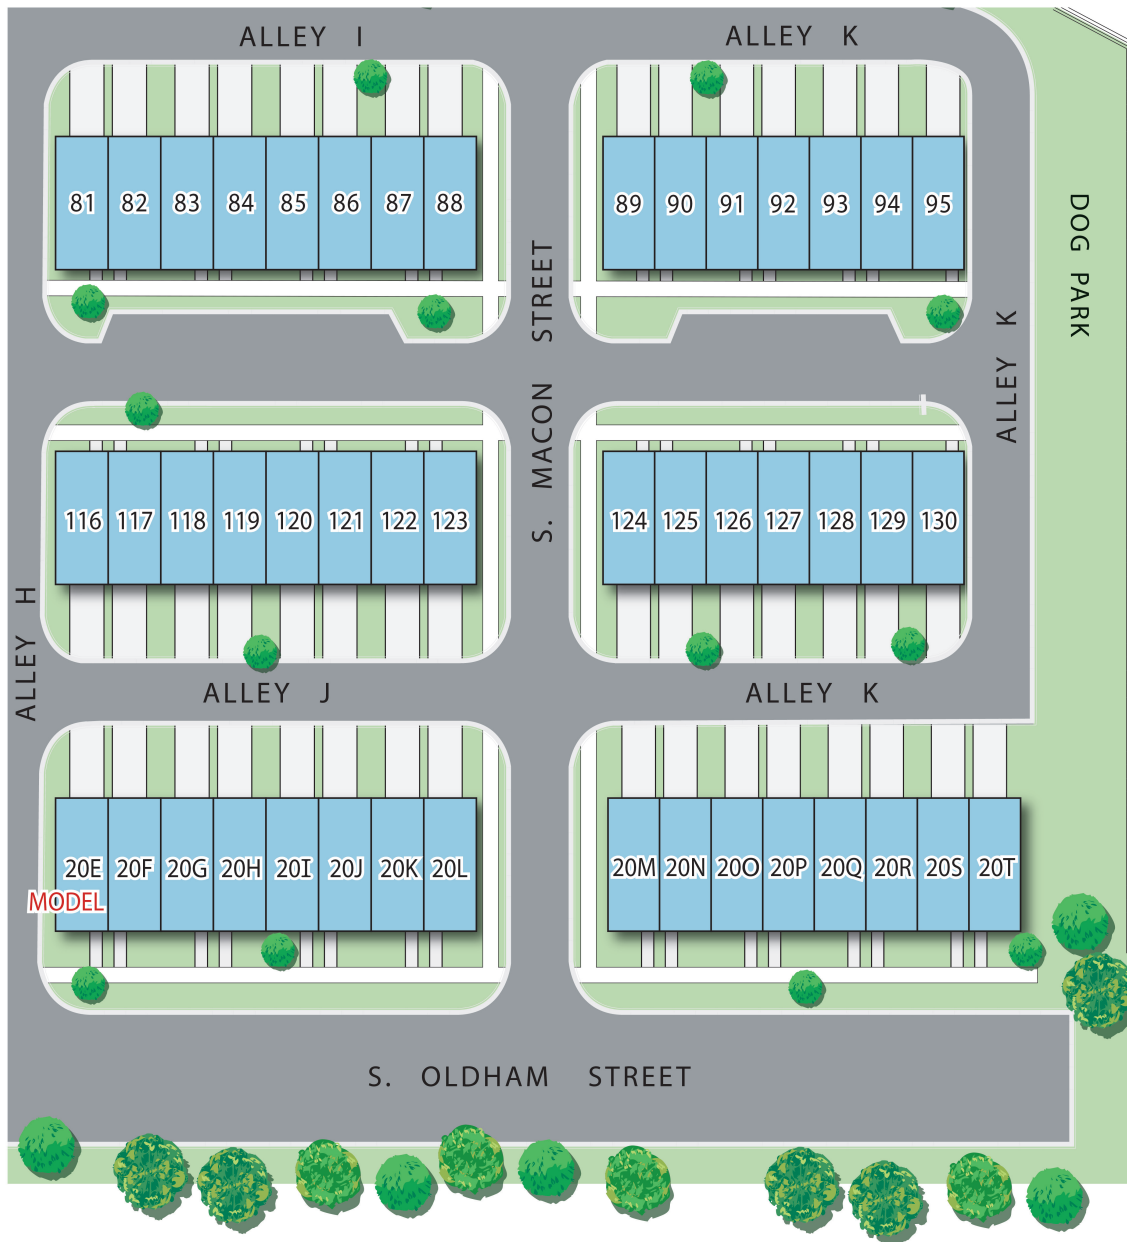 ALLEY I
ALLEY K
81 82 83 84 85 86 87 88
89 90 91 92 93 94 95
DOG PARK
S. MACON STREET
ALLEY K
116 117 118 119 120 121 122 123
124 125 126 127 128 129 130
ALLEY H
ALLEY J
ALLEY K
20E 20F 20G 20H 20I 20J 20K 20L
MODEL
20M 20N 20O 20P 20Q 20R 20S 20T
S. OLDHAM STREET